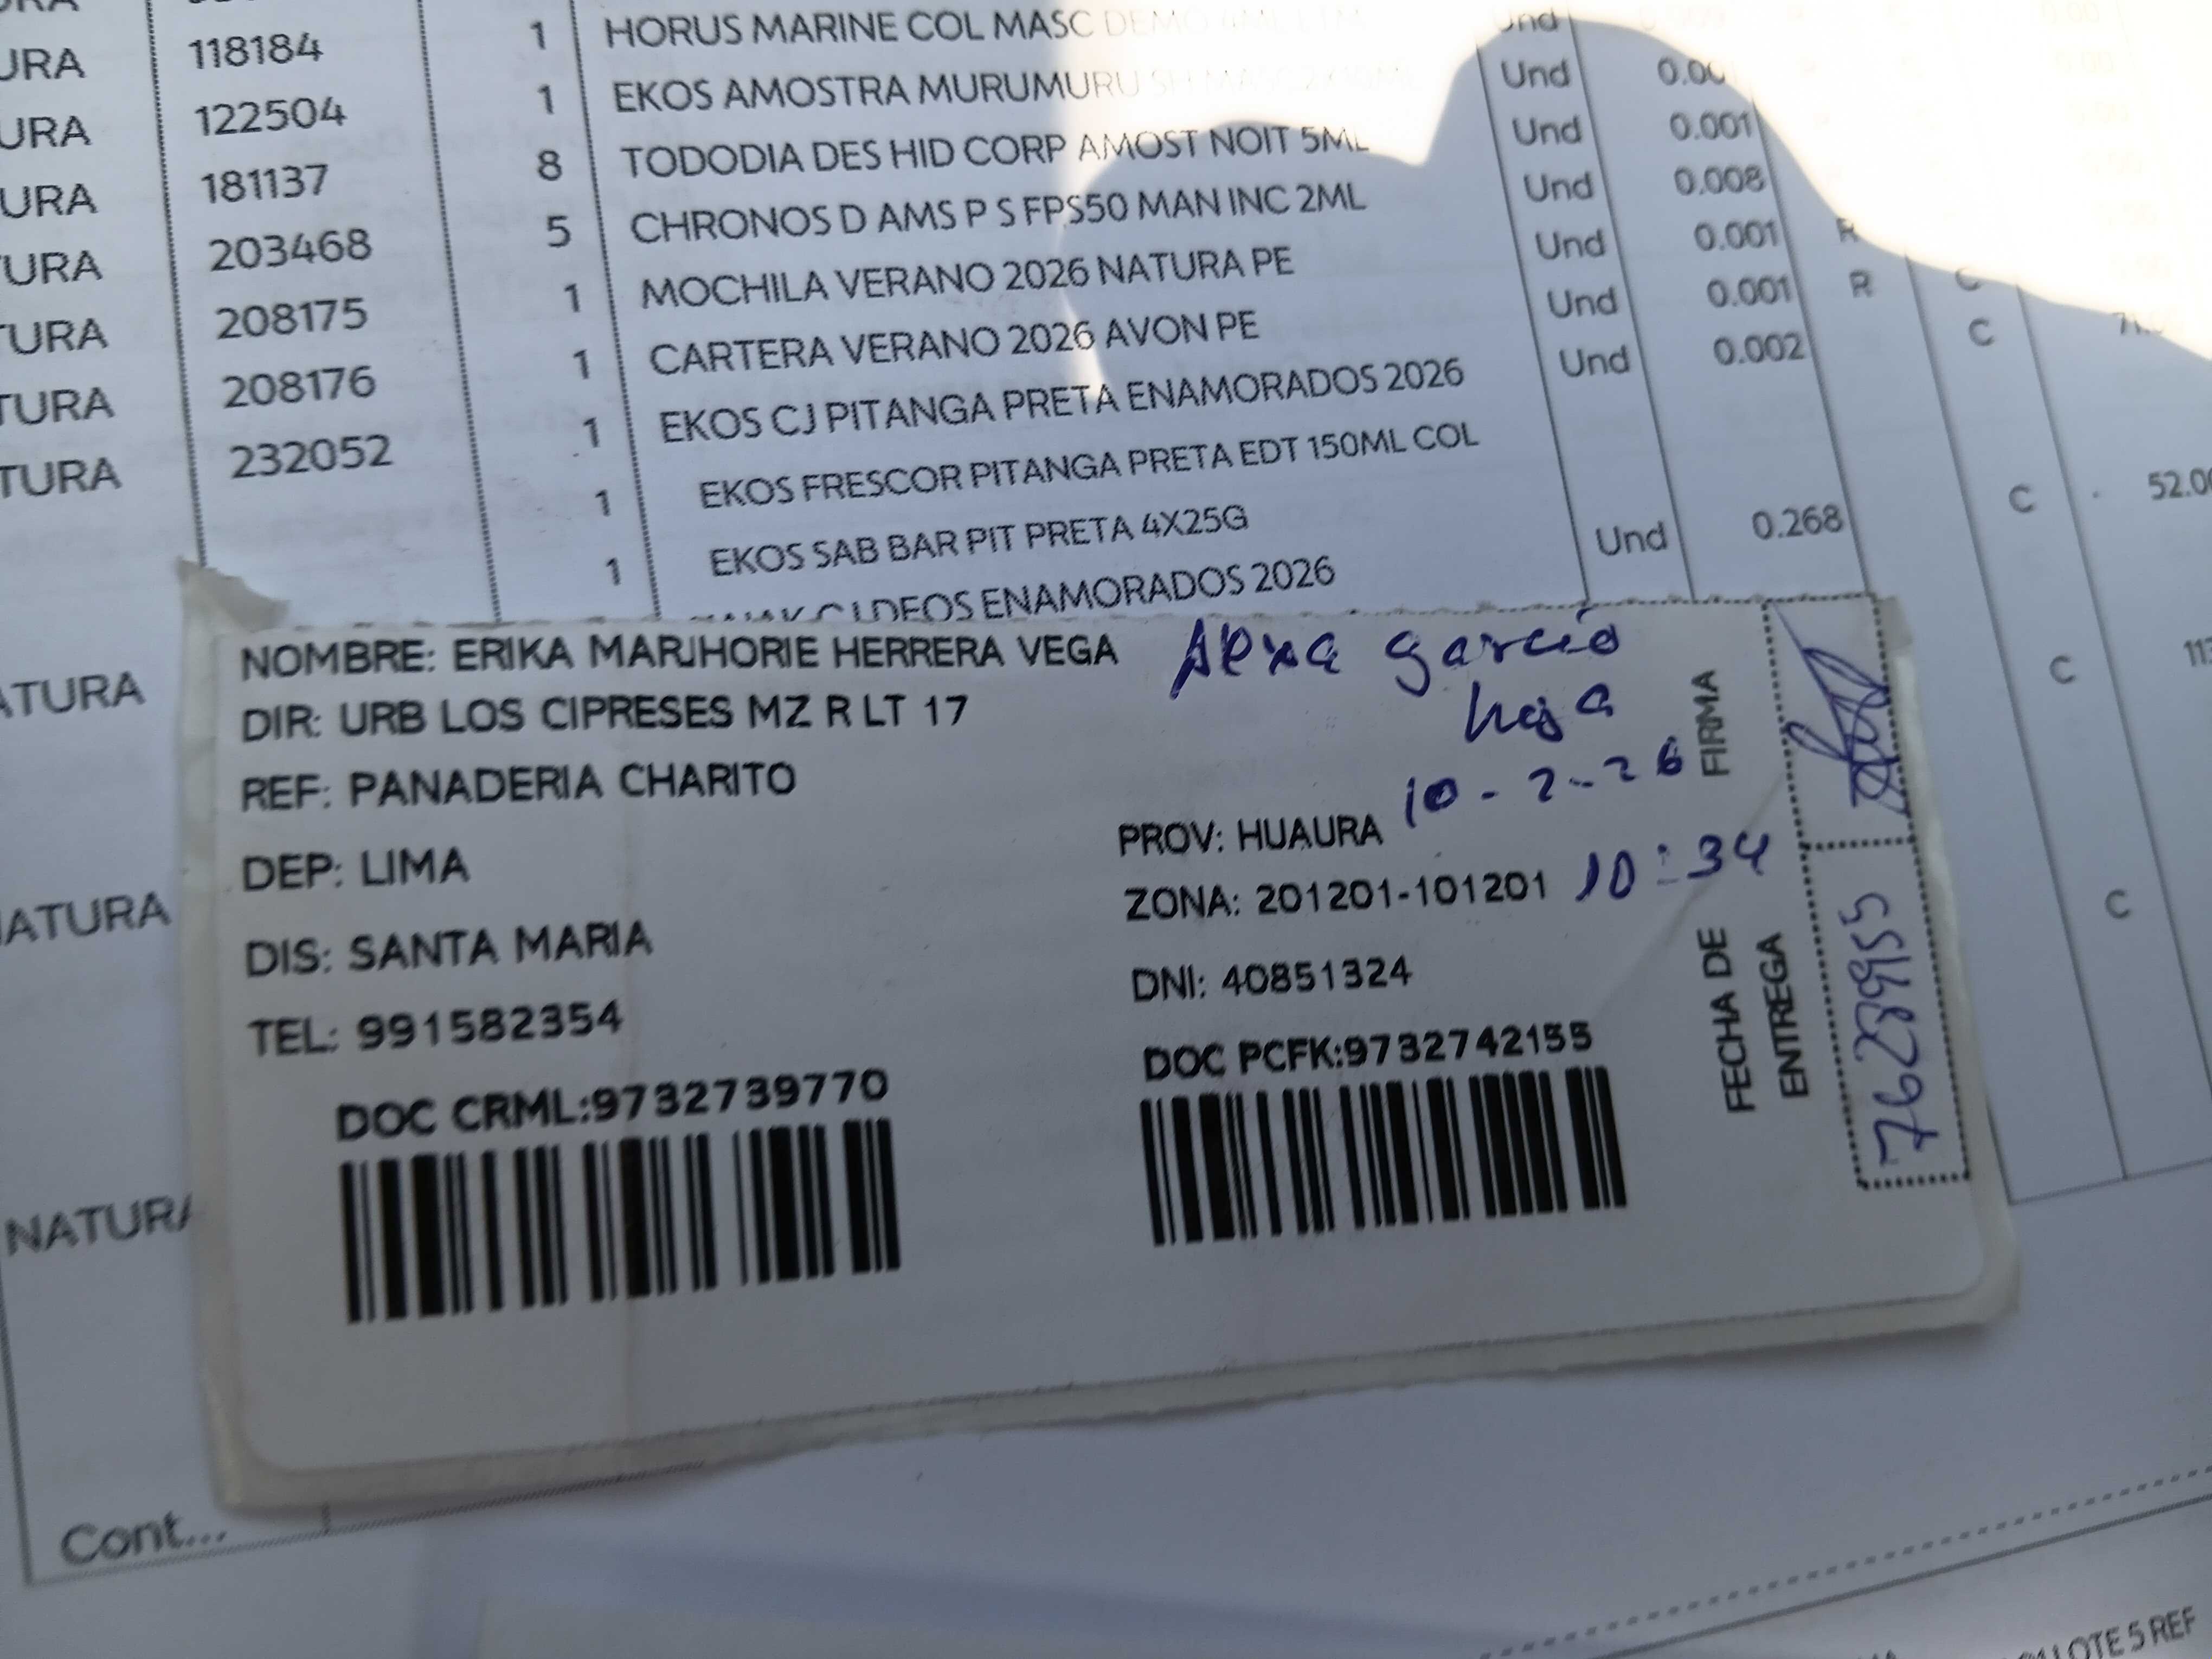 118184 1 HORUS MARINE COL MASC DEMO Und
URA 122504 1 EKOS AMOSTRA MURUMURU Und 0.001
URA 181137 8 TODODIA DES HID CORP AMOST NOIT 5ML Und 0.008
URA 203468 5 CHRONOS D AMS P S FPS50 MAN INC 2ML Und 0.001 R
TURA 208175 1 MOCHILA VERANO 2026 NATURA PE Und 0.001 R C
TURA 208176 1 CARTERA VERANO 2026 AVON PE Und 0.002 C
TURA 232052 1 EKOS CJ PITANGA PRETA ENAMORADOS 2026
1 EKOS FRESCOR PITANGA PRETA EDT 150ML COL
1 EKOS SAB BAR PIT PRETA 4X25G Und 0.268 C 52.00
ENAMORADOS 2026
NOMBRE: ERIKA MARJHORIE HERRERA VEGA
DIR: URB LOS CIPRESES MZ R LT 17
REF: PANADERIA CHARITO
DEP: LIMA
DIS: SANTA MARIA
TEL: 991582354
DOC CRML:9732739770
garcia
10-2-26
PROV: HUAURA
ZONA: 201201-101201 10:34
DNI: 40851324
DOC PCFK:9732742155
FIRMA
FECHA DE
ENTREGA
ATURA
NATURA
NATURA
C
C
Cont...
LOTE 5 REF